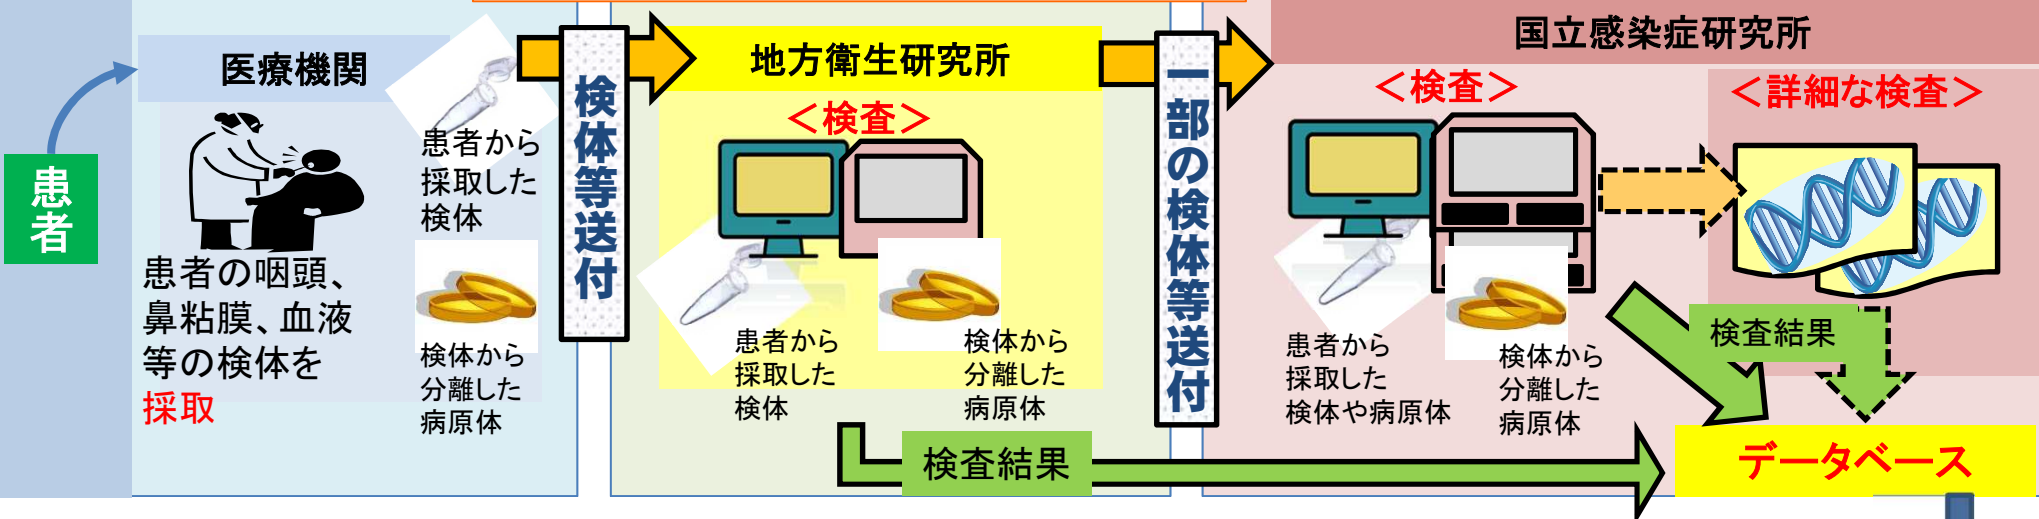 患者
医療機関
患者の咽頭、
鼻粘膜、血液
等の検体を
採取
患者から
採取した
検体
検体から
分離した
病原体
検体等送付
地方衛生研究所
＜検査＞
患者から
採取した
検体
検体から
分離した
病原体
検査結果
一部の検体等送付
国立感染症研究所
＜検査＞
患者から
採取した
検体や病原体
検体から
分離した
病原体
＜詳細な検査＞
検査結果
データベース